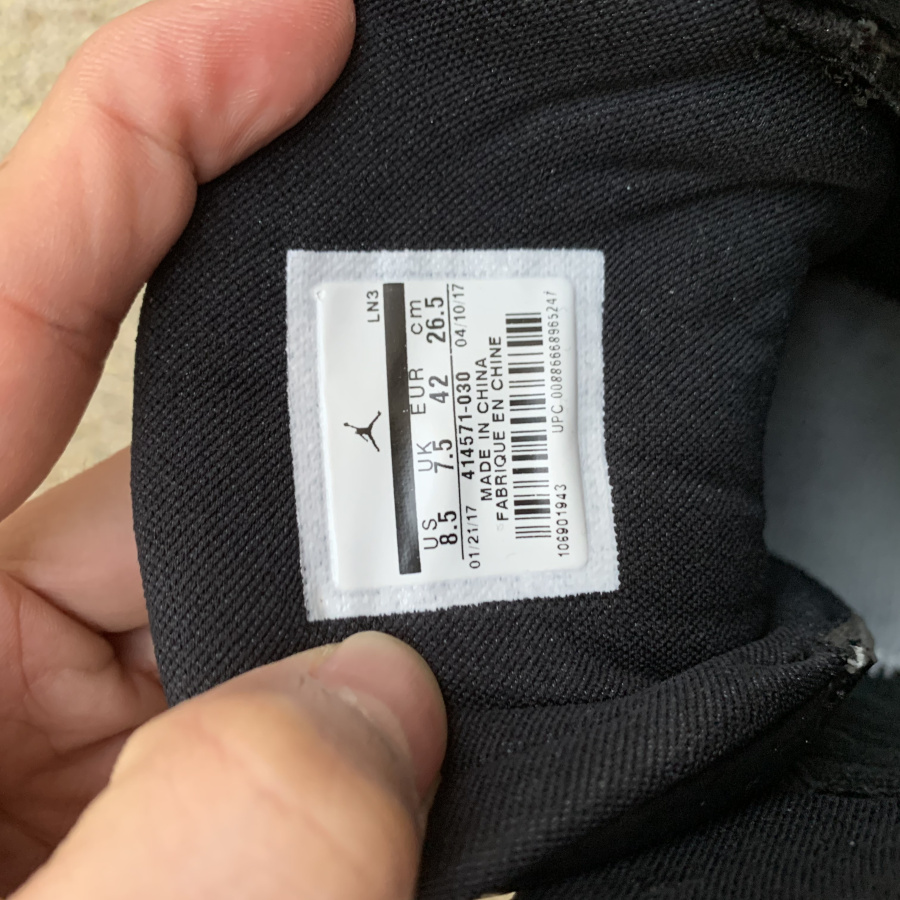 LN3
US UK EUR cm
8.5 7.5 42 26.5
01/21/17 414571-030 04/10/17
MADE IN CHINA
FABRIQUE EN CHINE
106901943 UPC